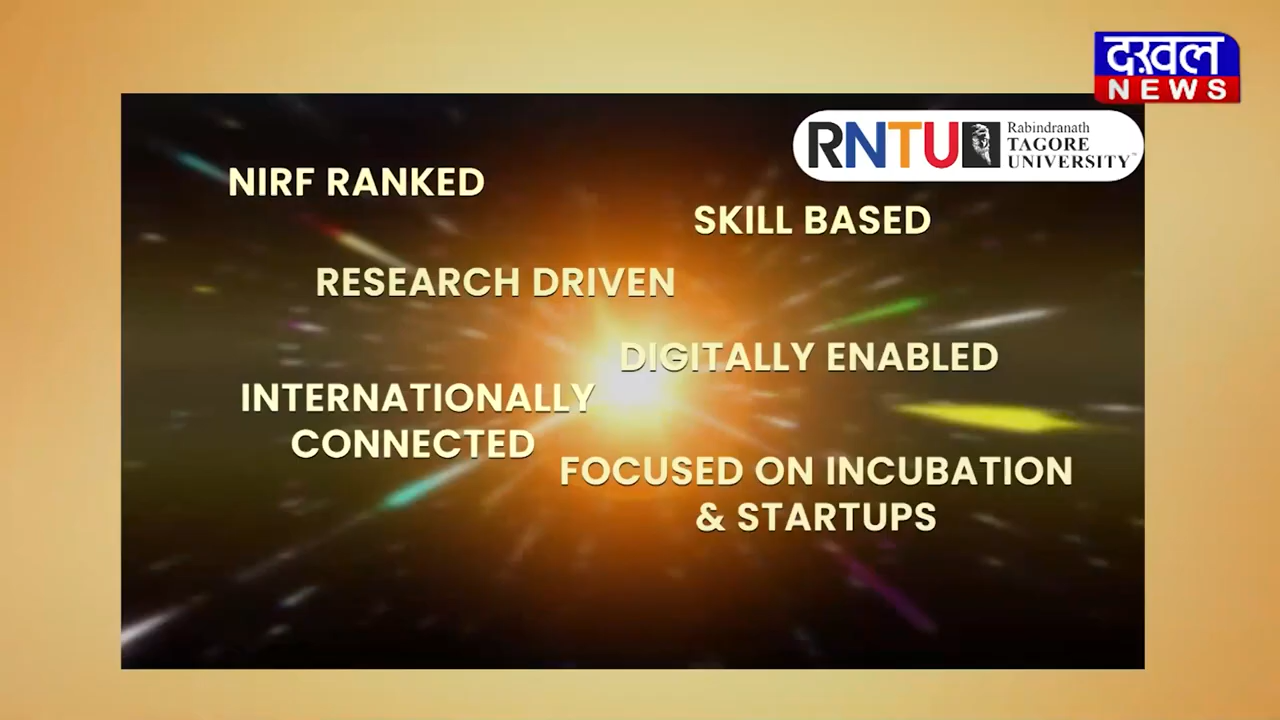 दख़ल
NEWS
RNTU
Rabindranath
TAGORE
UNIVERSITY
NIRF RANKED
SKILL BASED
RESEARCH DRIVEN
DIGITALLY ENABLED
INTERNATIONALLY
CONNECTED
FOCUSED ON INCUBATION
& STARTUPS